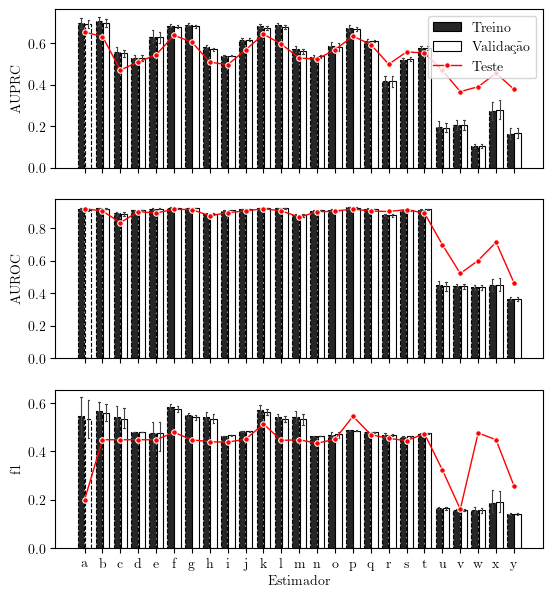 AUPRC
0.6
0.4
0.2
0.0
Treino
Validação
Teste
AUROC
0.8
0.6
0.4
0.2
0.0
f1
0.6
0.4
0.2
0.0
a b c d e f g h i j k l m n o p q r s t u v w x y
Estimador